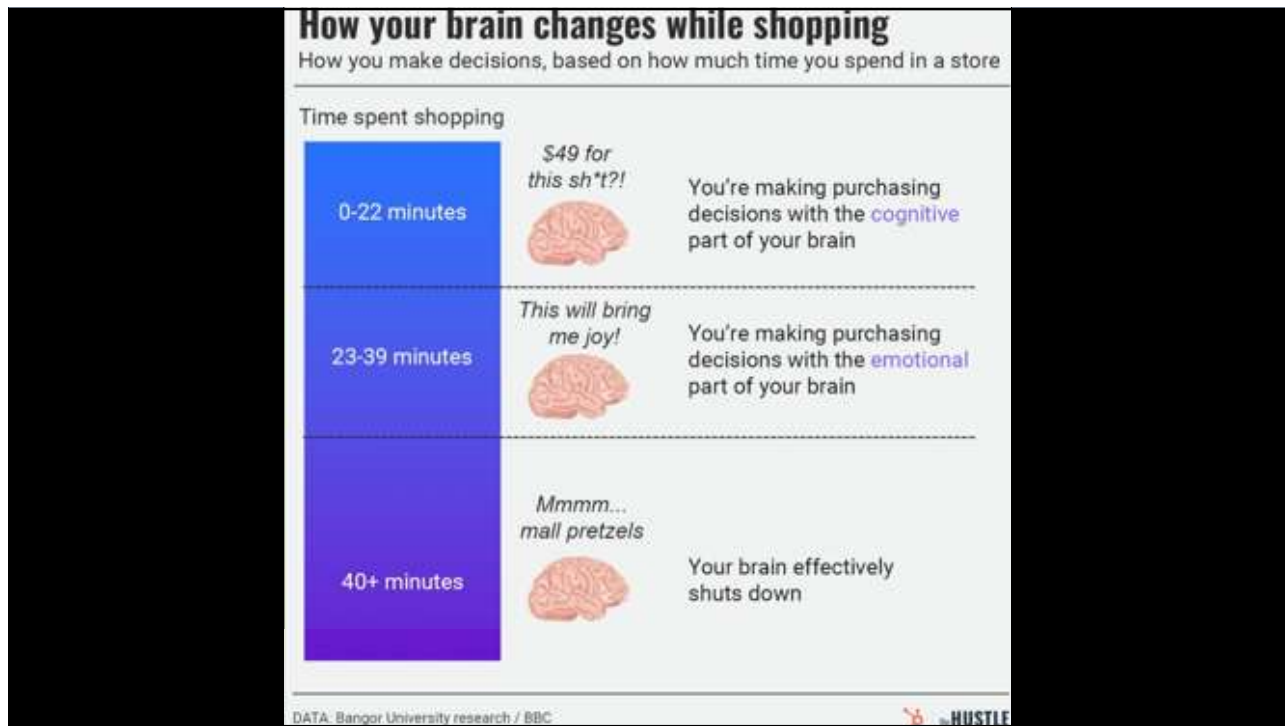 How your brain changes while shopping
How you make decisions, based on how much time you spend in a store
Time spent shopping
0-22 minutes
$49 for
this sh*t?!
You're making purchasing
decisions with the cognitive
part of your brain
23-39 minutes
This will bring
me joy!
You're making purchasing
decisions with the emotional
part of your brain
40+ minutes
Mmmm...
mall pretzels
Your brain effectively
shuts down
DATA: Bangor University research / BBC
The HUSTLE